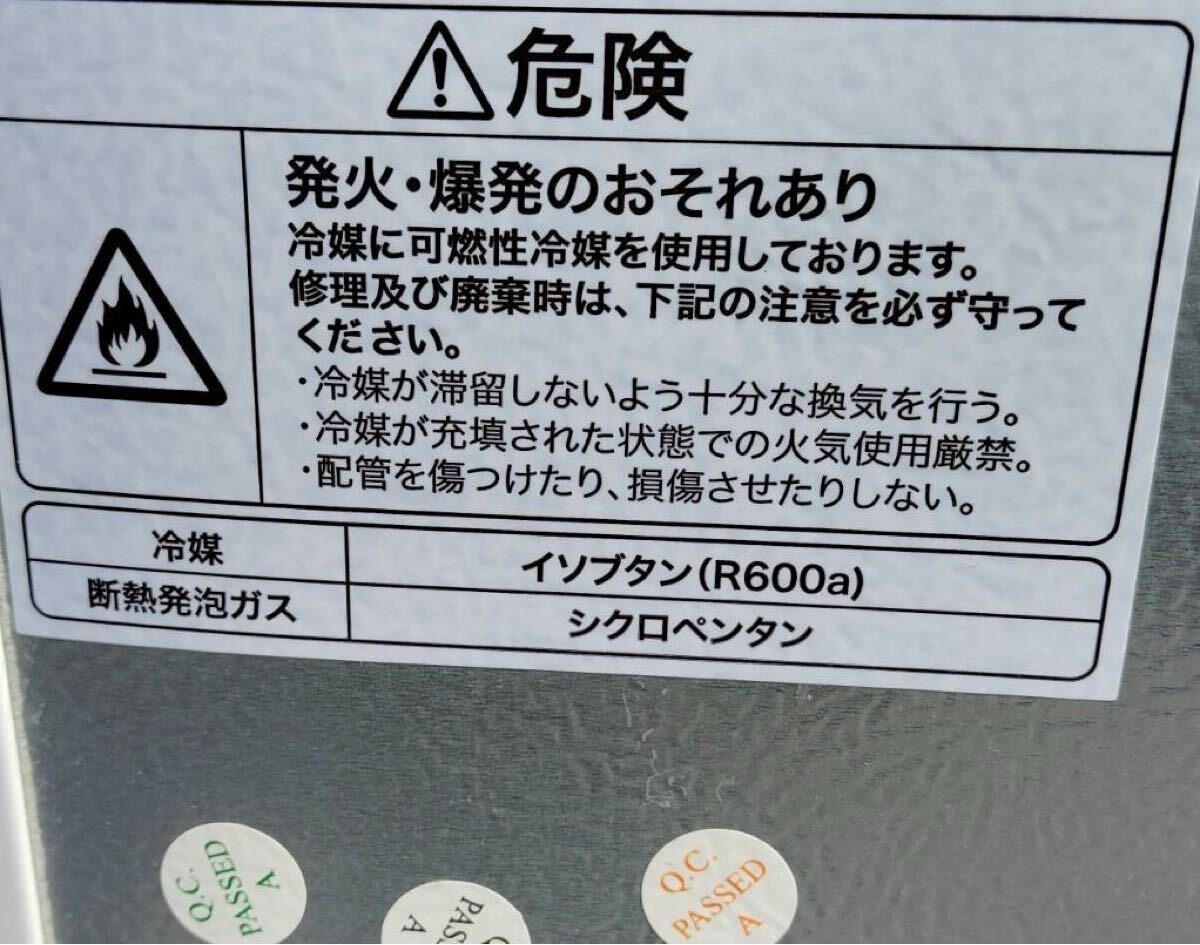 危険
発火・爆発のおそれあり
冷媒に可燃性冷媒を使用しております。
修理及び廃棄時は、下記の注意を必ず守って
ください。
・冷媒が滞留しないよう十分な換気を行う。
・冷媒が充填された状態での火気使用厳禁。
・配管を傷つけたり、損傷させたりしない。
冷媒 イソブタン(R600a)
断熱発泡ガス シクロペンタン
Q.C.
PASSED
A
PASS
A
Q.C.
PASSED
A